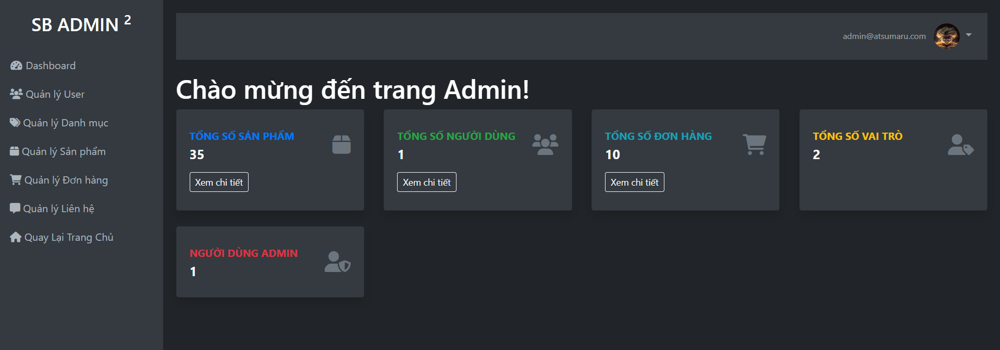 SB ADMIN 2
Dashboard
Quản lý User
Quản lý Danh mục
Quản lý Sản phẩm
Quản lý Đơn hàng
Quản lý Liên hệ
Quay Lại Trang Chủ
admin@atsumaru.com
Chào mừng đến trang Admin!
TỔNG SỐ SẢN PHẨM
35
Xem chi tiết
TỔNG SỐ NGƯỜI DÙNG
1
Xem chi tiết
TỔNG SỐ ĐƠN HÀNG
10
Xem chi tiết
TỔNG SỐ VAI TRÒ
2
NGƯỜI DÙNG ADMIN
1